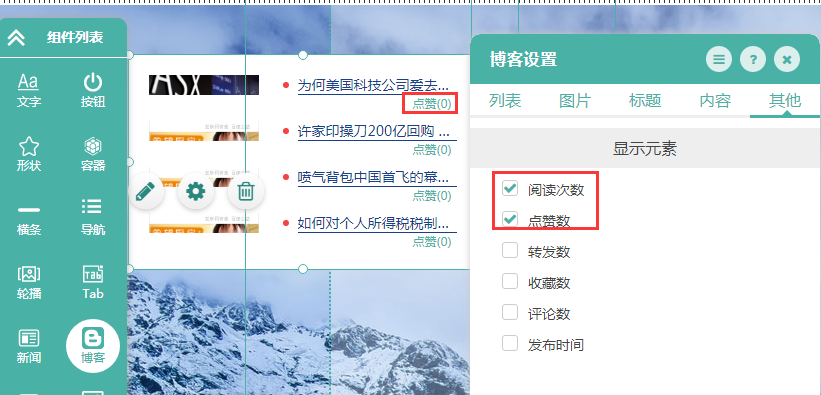 组件列表
Aa
文字
按钮
形状
容器
横条
导航
轮播
Tab
Tab
新闻
博客
ASX
为何美国科技公司爱去...
点赞(0)
许家印操刀200亿回购 ...
点赞(0)
喷气背包中国首飞的幕...
点赞(0)
如何对个人所得税税制...
点赞(0)
博客设置
?
列表
图片
标题
内容
其他
显示元素
阅读次数
点赞数
转发数
收藏数
评论数
发布时间